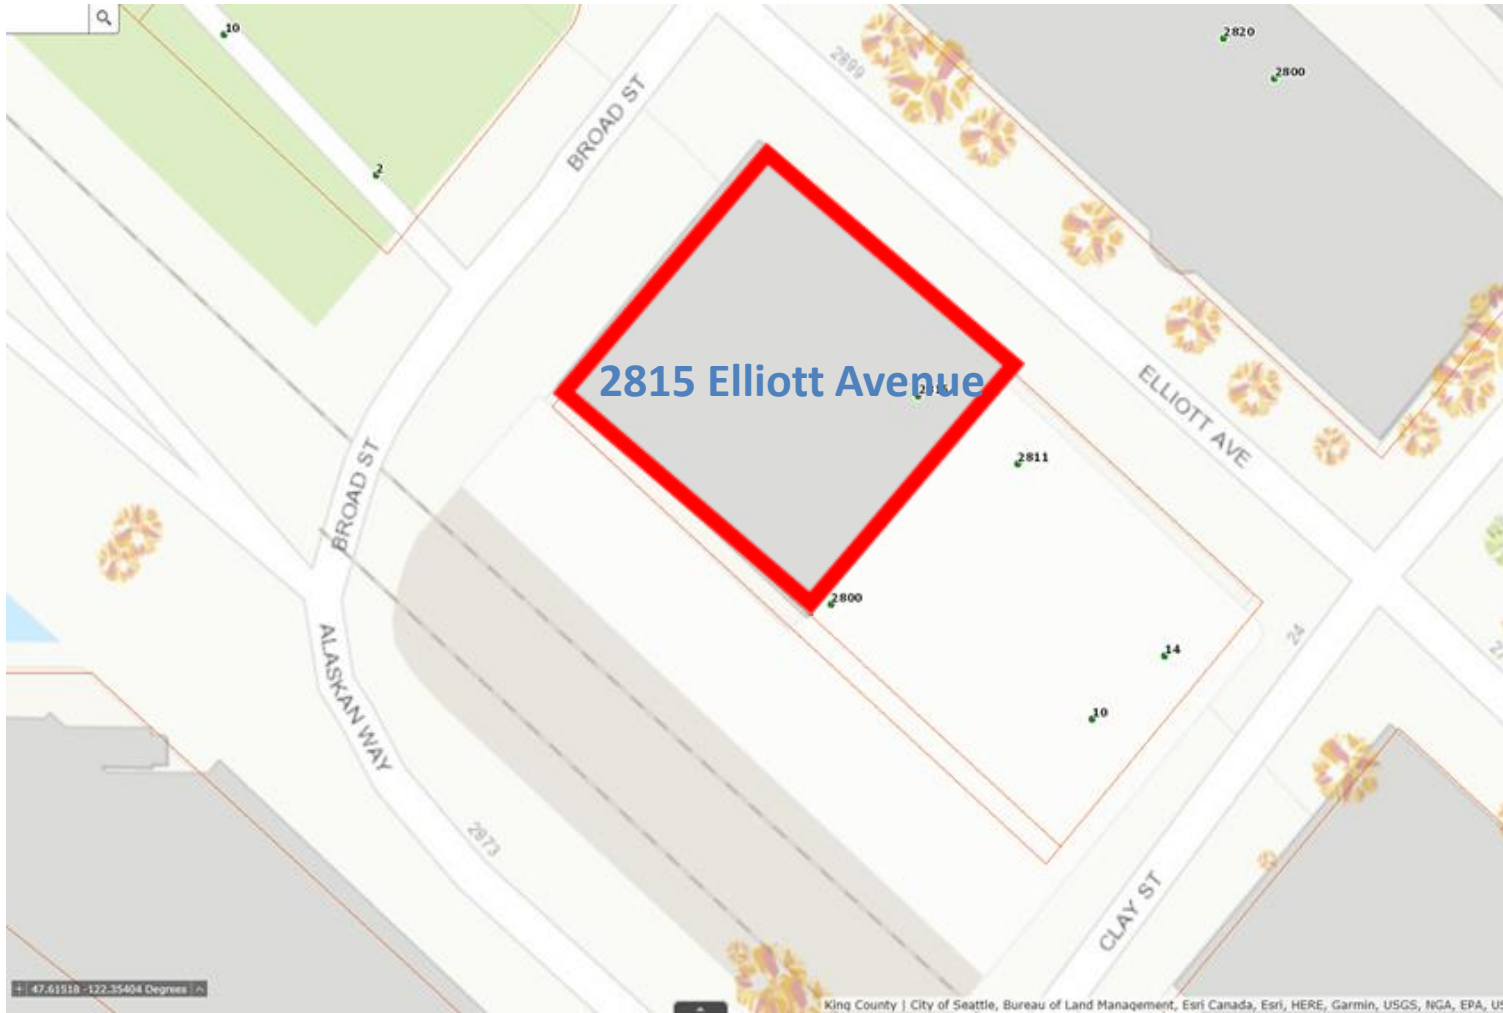 10
2820
2899
2800
BROAD ST
2
2815 Elliott Avenue
ELLIOTT AVE
2811
BROAD ST
2800
24
14
ALASKAN WAY
10
2873
CLAY ST
47.61518 -122.35404 Degrees
King County | City of Seattle, Bureau of Land Management, Esri Canada, Esri, HERE, Garmin, USGS, NGA, EPA,